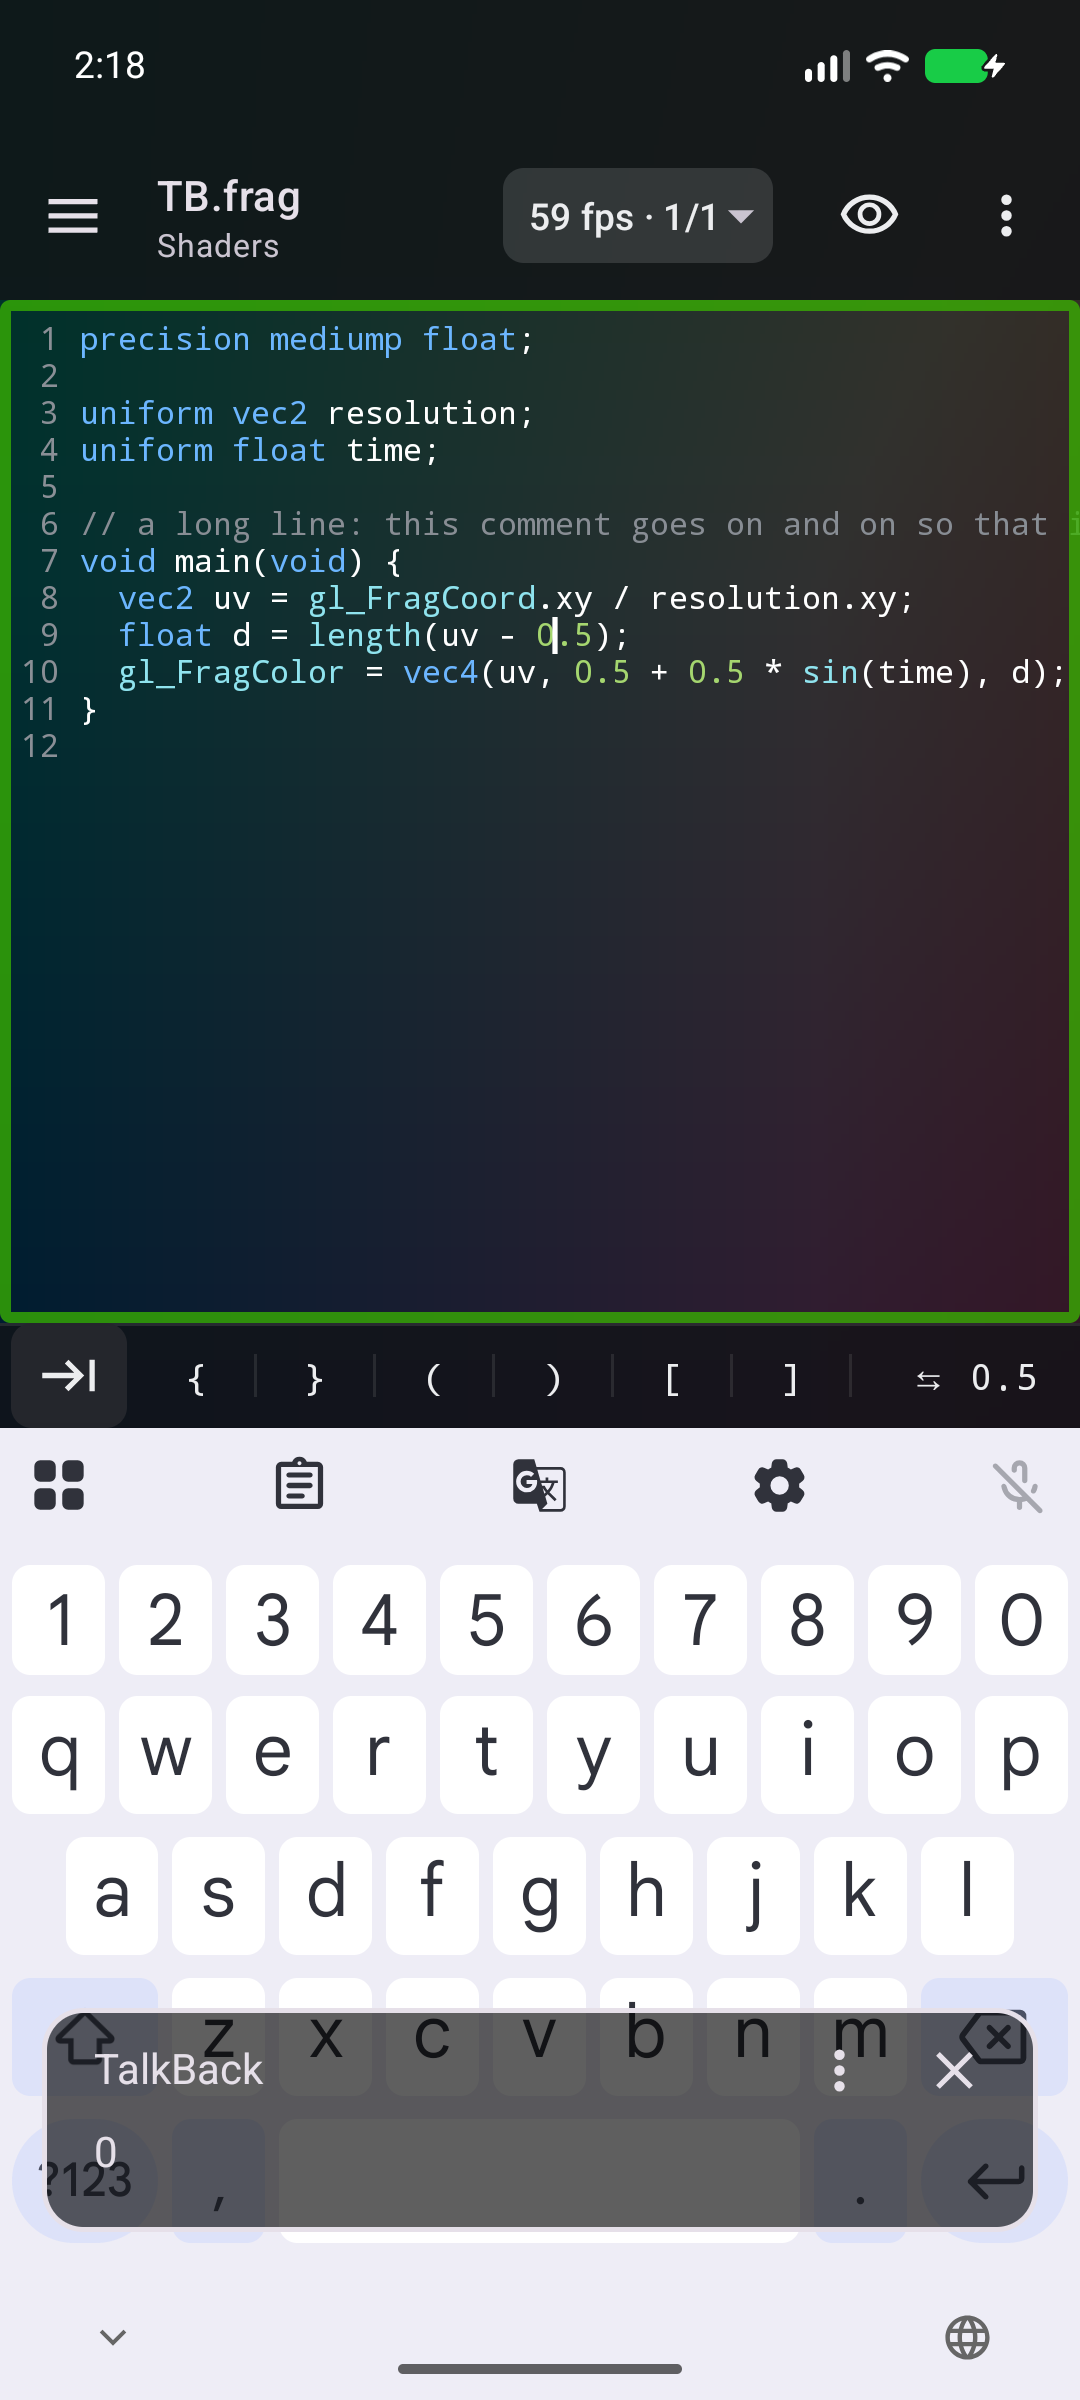 2:18
TB.frag
Shaders
59 fps · 1/1
1 precision mediump float;
2
3 uniform vec2 resolution;
4 uniform float time;
5
6 // a long line: this comment goes on and on so that i
7 void main(void) {
8   vec2 uv = gl_FragCoord.xy / resolution.xy;
9   float d = length(uv - 0.5);
10   gl_FragColor = vec4(uv, 0.5 + 0.5 * sin(time), d);
11 }
12
{ } ( ) [ ] ⇆ 0.5
1 2 3 4 5 6 7 8 9 0
q w e r t y u i o p
a s d f g h j k l
z x c v b n m
TalkBack
0
?123 , .